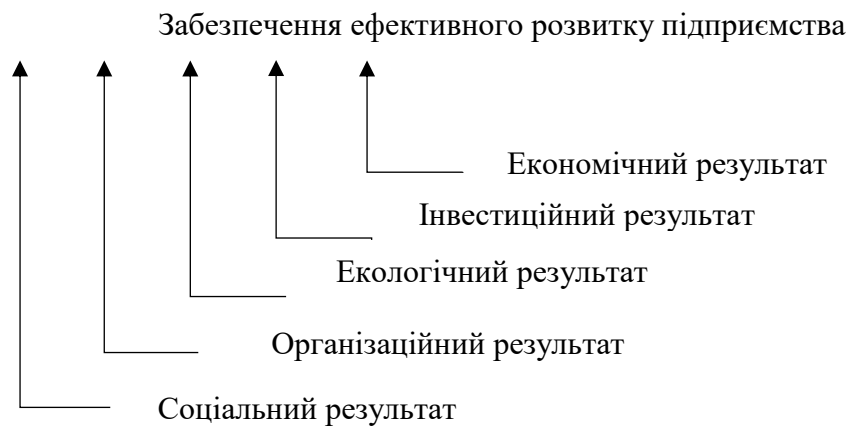 Забезпечення ефективного розвитку підприємства
Економічний результат
Інвестиційний результат
Екологічний результат
Організаційний результат
Соціальний результат